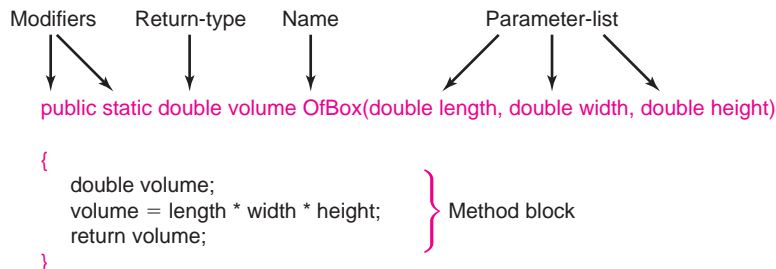 Modifiers Return-type Name Parameter-list
public static double volume OfBox(double length, double width, double height)
{
double volume;
volume = length * width * height; Method block
return volume;
}